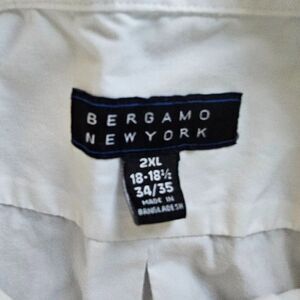 BERGAMO
NEW YORK
2XL
18-18½
34/35
MADE IN
BANGLADESH